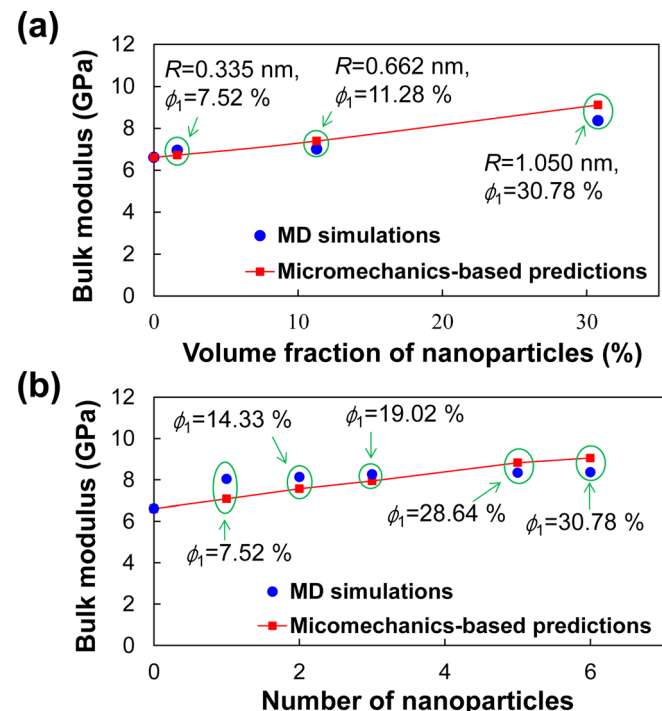 (a)
Bulk modulus (GPa)
12
10
8
6
4
2
0
R=0.335 nm,
ϕ1=7.52 %
R=0.662 nm,
ϕ1=11.28 %
R=1.050 nm,
ϕ1=30.78 %
MD simulations
Micromechanics-based predictions
0 10 20 30
Volume fraction of nanoparticles (%)
(b)
Bulk modulus (GPa)
12
10
8
6
4
2
0
ϕ1=14.33 %
ϕ1=19.02 %
ϕ1=7.52 %
ϕ1=28.64 %
ϕ1=30.78 %
MD simulations
Micomechanics-based predictions
0 2 4 6
Number of nanoparticles